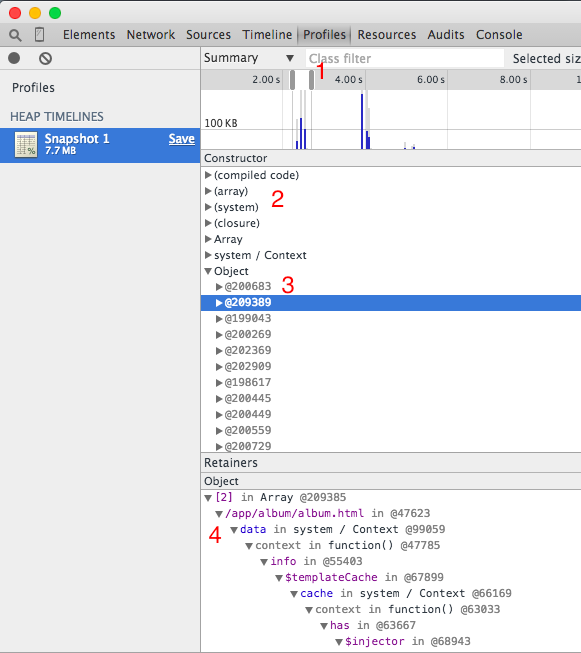 Elements Network Sources Timeline Profiles Resources Audits Console
Summary ▼ Class filter Selected siz
1
Profiles
2.00 s 4.00 s 6.00 s 8.00 s 1
HEAP TIMELINES
Snapshot 1 Save
7.7 MB
100 KB
Constructor
(compiled code)
(array)
2
(system)
(closure)
Array
system / Context
Object
@200683
3
@209389
@199043
@200269
@202369
@202909
@198617
@200445
@200449
@200559
@200729
Retainers
Object
[2] in Array @209385
/app/album/album.html in @47623
4
data in system / Context @99059
context in function() @47785
info in @55403
$templateCache in @67899
cache in system / Context @66169
context in function() @63033
has in @63667
$injector in @68943